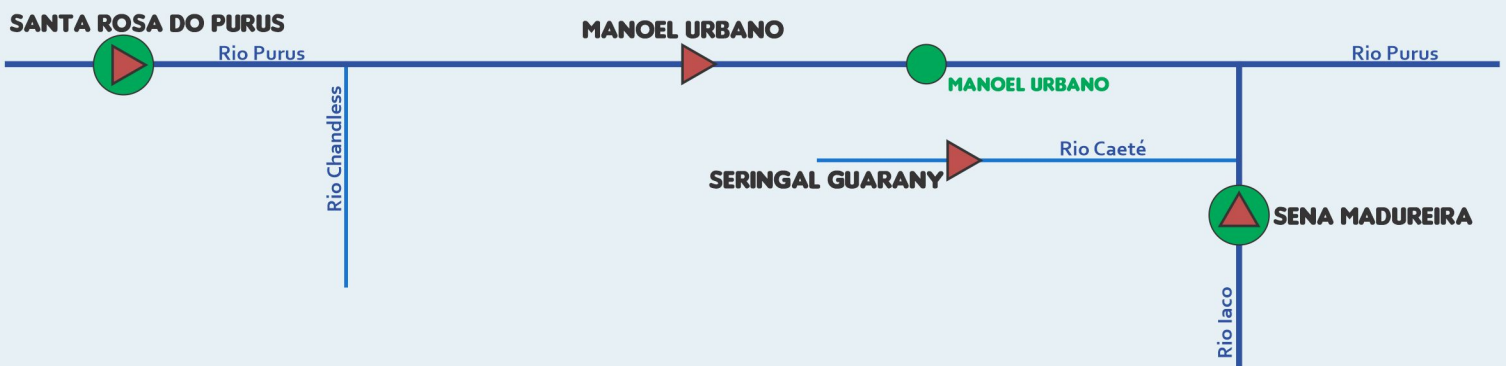 SANTA ROSA DO PURUS
MANOEL URBANO
Rio Purus
Rio Purus
MANOEL URBANO
Rio Chandless
Rio Caeté
SERINGAL GUARANY
SENA MADUREIRA
Rio Iaco